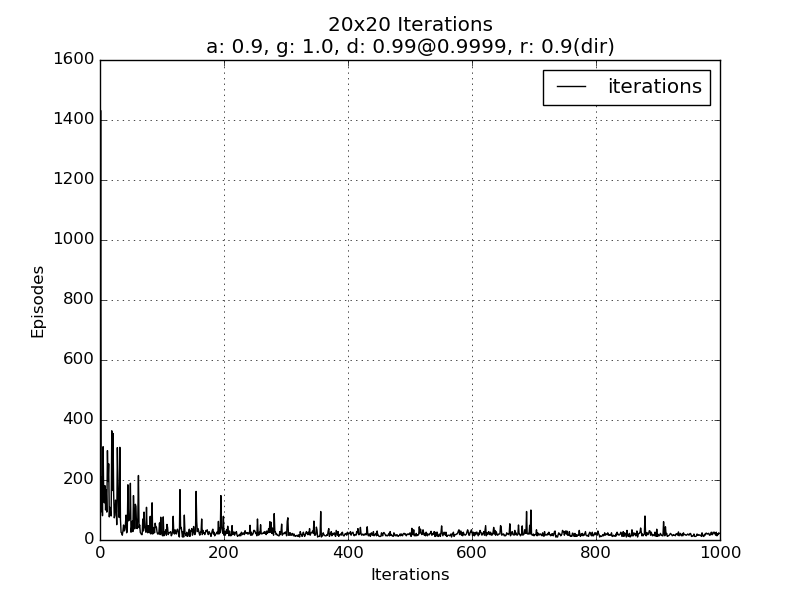 20x20 Iterations
a: 0.9, g: 1.0, d: 0.99@0.9999, r: 0.9(dir)
iterations
1600
1400
1200
1000
800
600
400
200
0
Episodes
0 200 400 600 800 1000
Iterations